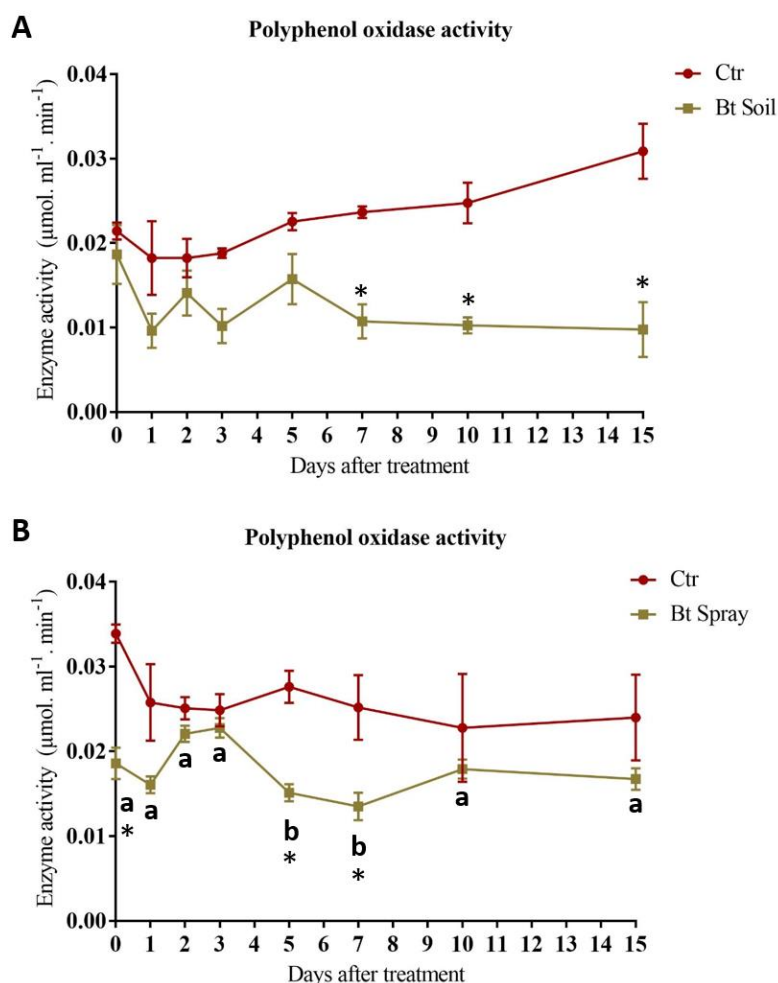 A
Polyphenol oxidase activity
Ctr
Bt Soil
Enzyme activity (µmol. ml⁻¹. min⁻¹)
0.04
0.03
0.02
0.01
0.00
* * *
0 1 2 3 4 5 6 7 8 9 10 11 12 13 14 15
Days after treatment
B
Polyphenol oxidase activity
Ctr
Bt Spray
Enzyme activity (µmol. ml⁻¹. min⁻¹)
0.04
0.03
0.02
0.01
0.00
a a a a b b a a
* * *
0 1 2 3 4 5 6 7 8 9 10 11 12 13 14 15
Days after treatment